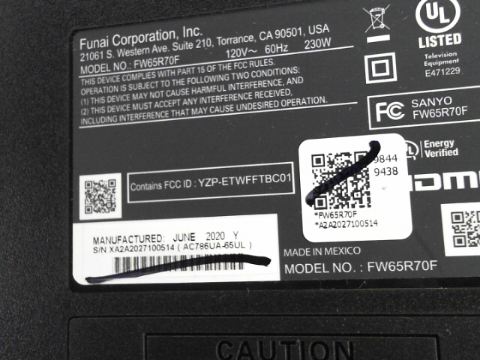 Funai Corporation, Inc.
21061 S. Western Ave. Suite 210, Torrance, CA 90501, USA
MODEL NO.: FW65R70F 120V～ 60Hz 230W
THIS DEVICE COMPLIES WITH PART 15 OF THE FCC RULES.
OPERATION IS SUBJECT TO THE FOLLOWING TWO CONDITIONS:
(1) THIS DEVICE MAY NOT CAUSE HARMFUL INTERFERENCE, AND
(2) THIS DEVICE MUST ACCEPT ANY INTERFERENCE RECEIVED,
INCLUDING INTERFERENCE THAT MAY CAUSE UNDESIRED OPERATION.
UL
LISTED
Television
Equipment
E471229
FC SANYO
FW65R70F
UL Energy
Verified
Contains FCC ID : YZP-ETWFFTBC01
9844
9438
HDMI
*FW65R70F
*A2A2027100514
MANUFACTURED: JUNE 2020 Y
S/N XA2A2027100514 ( AC786UA-65UL )
MADE IN MEXICO
MODEL NO. : FW65R70F
CAUTION